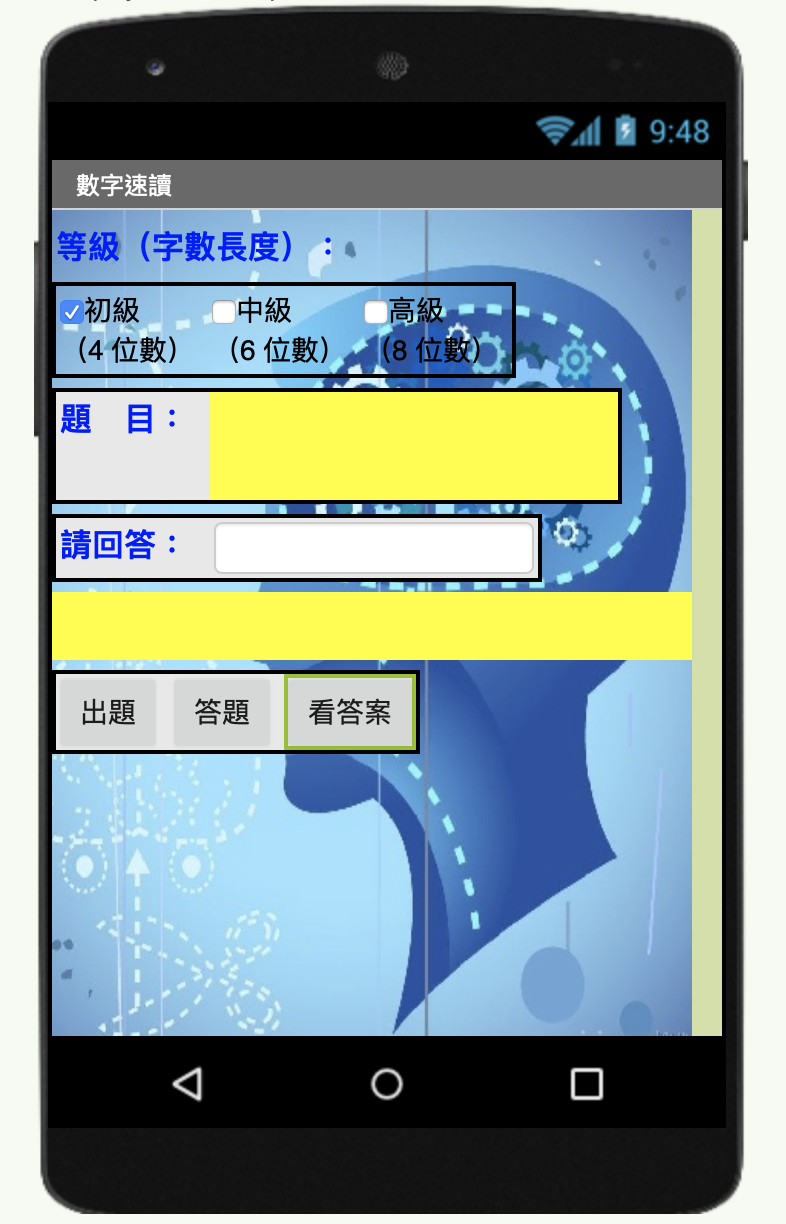 9:48
數字速讀
等級（字數長度）：
初級 中級 高級
（4 位數） （6 位數） （8 位數）
題　目：
請回答：
出題 答題 看答案